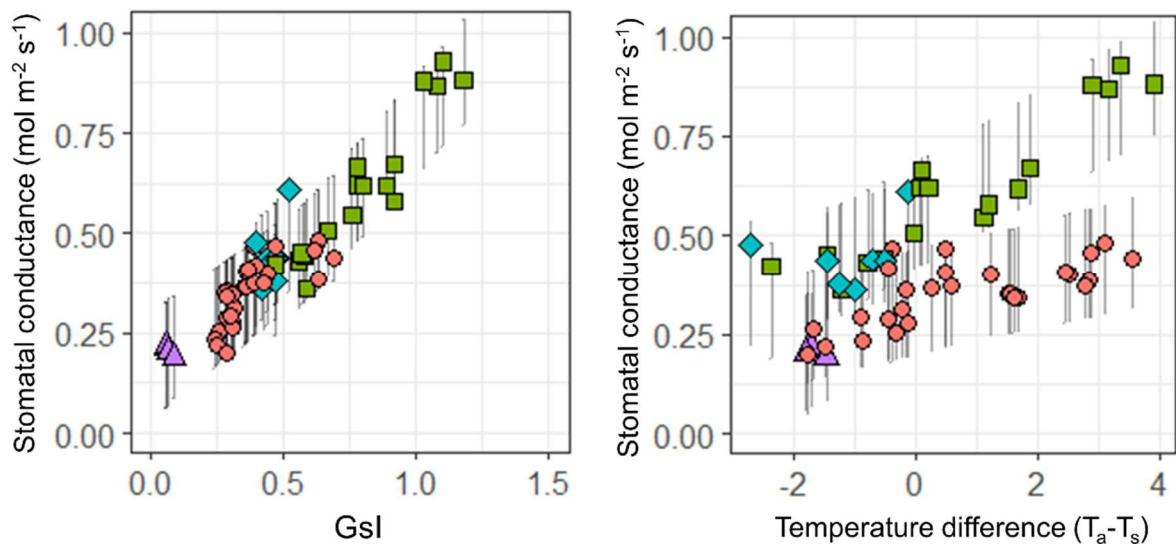 Stomatal conductance (mol m⁻² s⁻¹)
1.00
0.75
0.50
0.25
0.00
0.0 0.5 1.0 1.5
GsI
Stomatal conductance (mol m⁻² s⁻¹)
1.00
0.75
0.50
0.25
0.00
-2 0 2 4
Temperature difference (Tₐ-Tₛ)